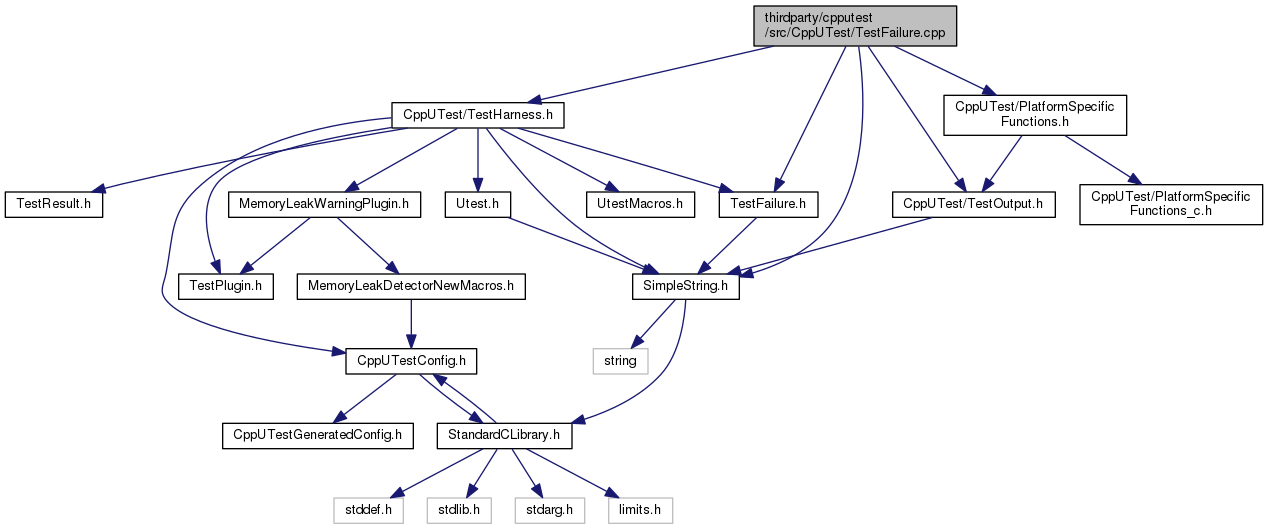 thirdparty/cpputest
/src/CppUTest/TestFailure.cpp
CppUTest/TestHarness.h
CppUTest/PlatformSpecific
Functions.h
TestResult.h
MemoryLeakWarningPlugin.h
Utest.h
UtestMacros.h
TestFailure.h
CppUTest/TestOutput.h
CppUTest/PlatformSpecific
Functions_c.h
TestPlugin.h
MemoryLeakDetectorNewMacros.h
SimpleString.h
CppUTestConfig.h
string
CppUTestGeneratedConfig.h
StandardCLibrary.h
stddef.h
stdlib.h
stdarg.h
limits.h